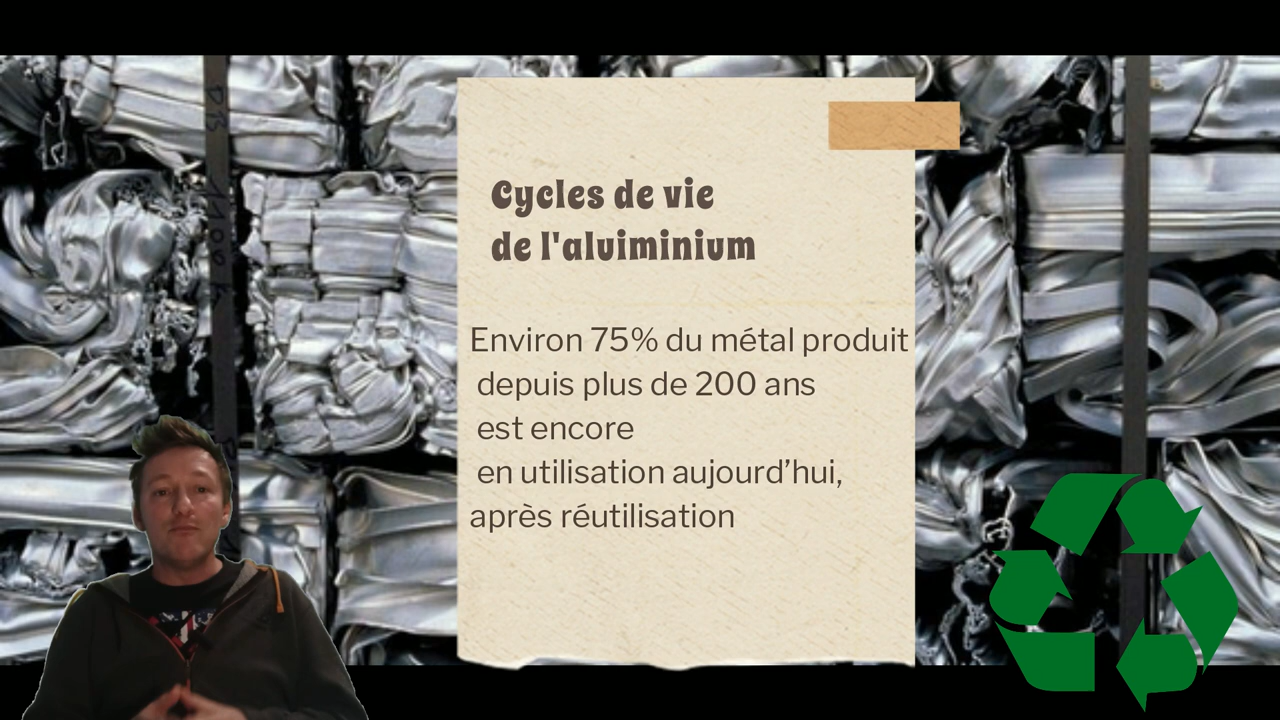 Cycles de vie
de l'aluiminium
Environ 75% du métal produit
depuis plus de 200 ans
est encore
en utilisation aujourd’hui,
après réutilisation